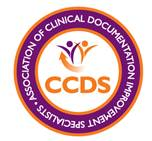 ASSOCIATION OF CLINICAL DOCUMENTATION IMPROVEMENT SPECIALISTS •
CCDS